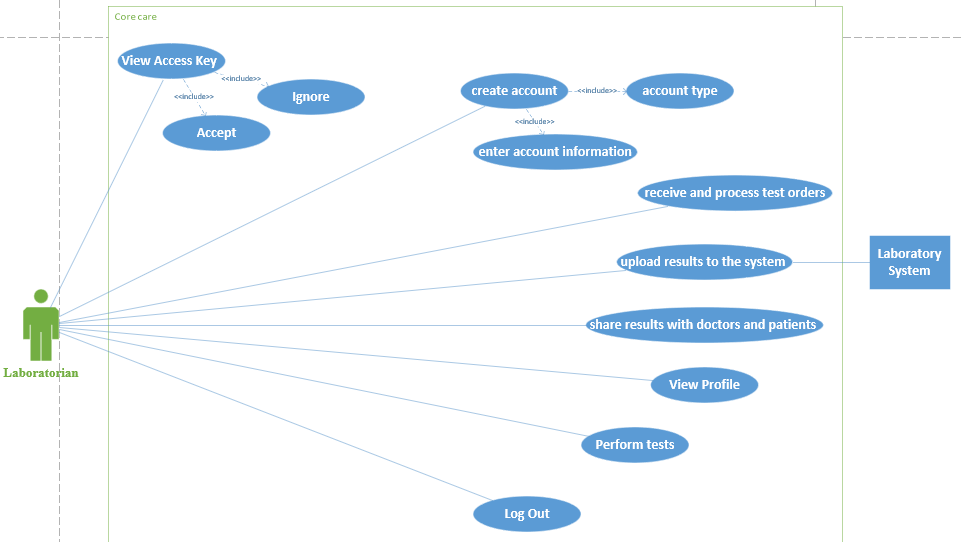 Core care
View Access Key
<<include>>
<<include>>
Ignore
Accept
create account
<<include>>
account type
<<include>>
enter account information
receive and process test orders
upload results to the system
Laboratory
System
share results with doctors and patients
Laboratorian
View Profile
Perform tests
Log Out